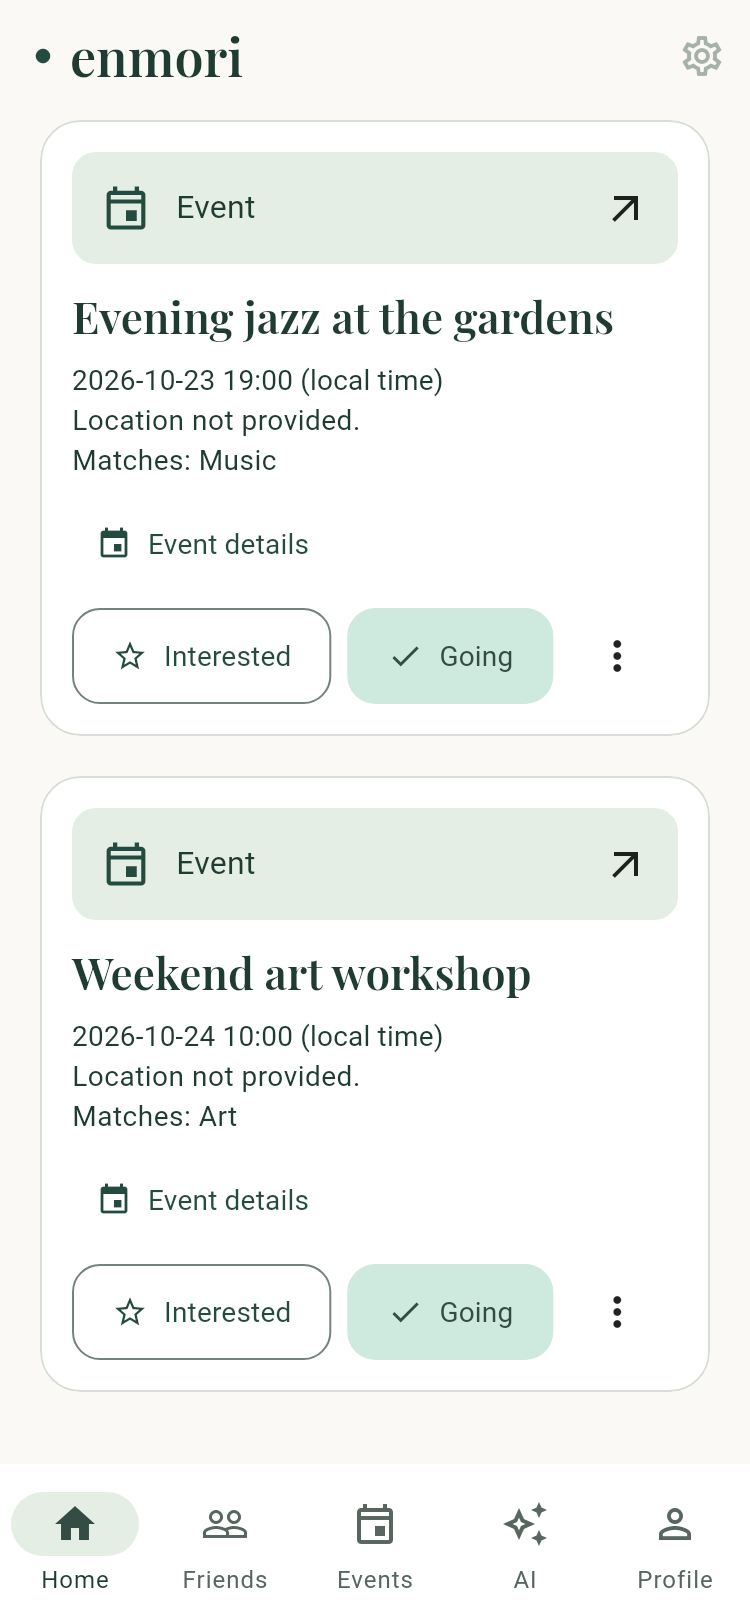 enmori
Event
Evening jazz at the gardens
2026-10-23 19:00 (local time)
Location not provided.
Matches: Music
Event details
Interested
Going
Event
Weekend art workshop
2026-10-24 10:00 (local time)
Location not provided.
Matches: Art
Event details
Interested
Going
Home
Friends
Events
AI
Profile